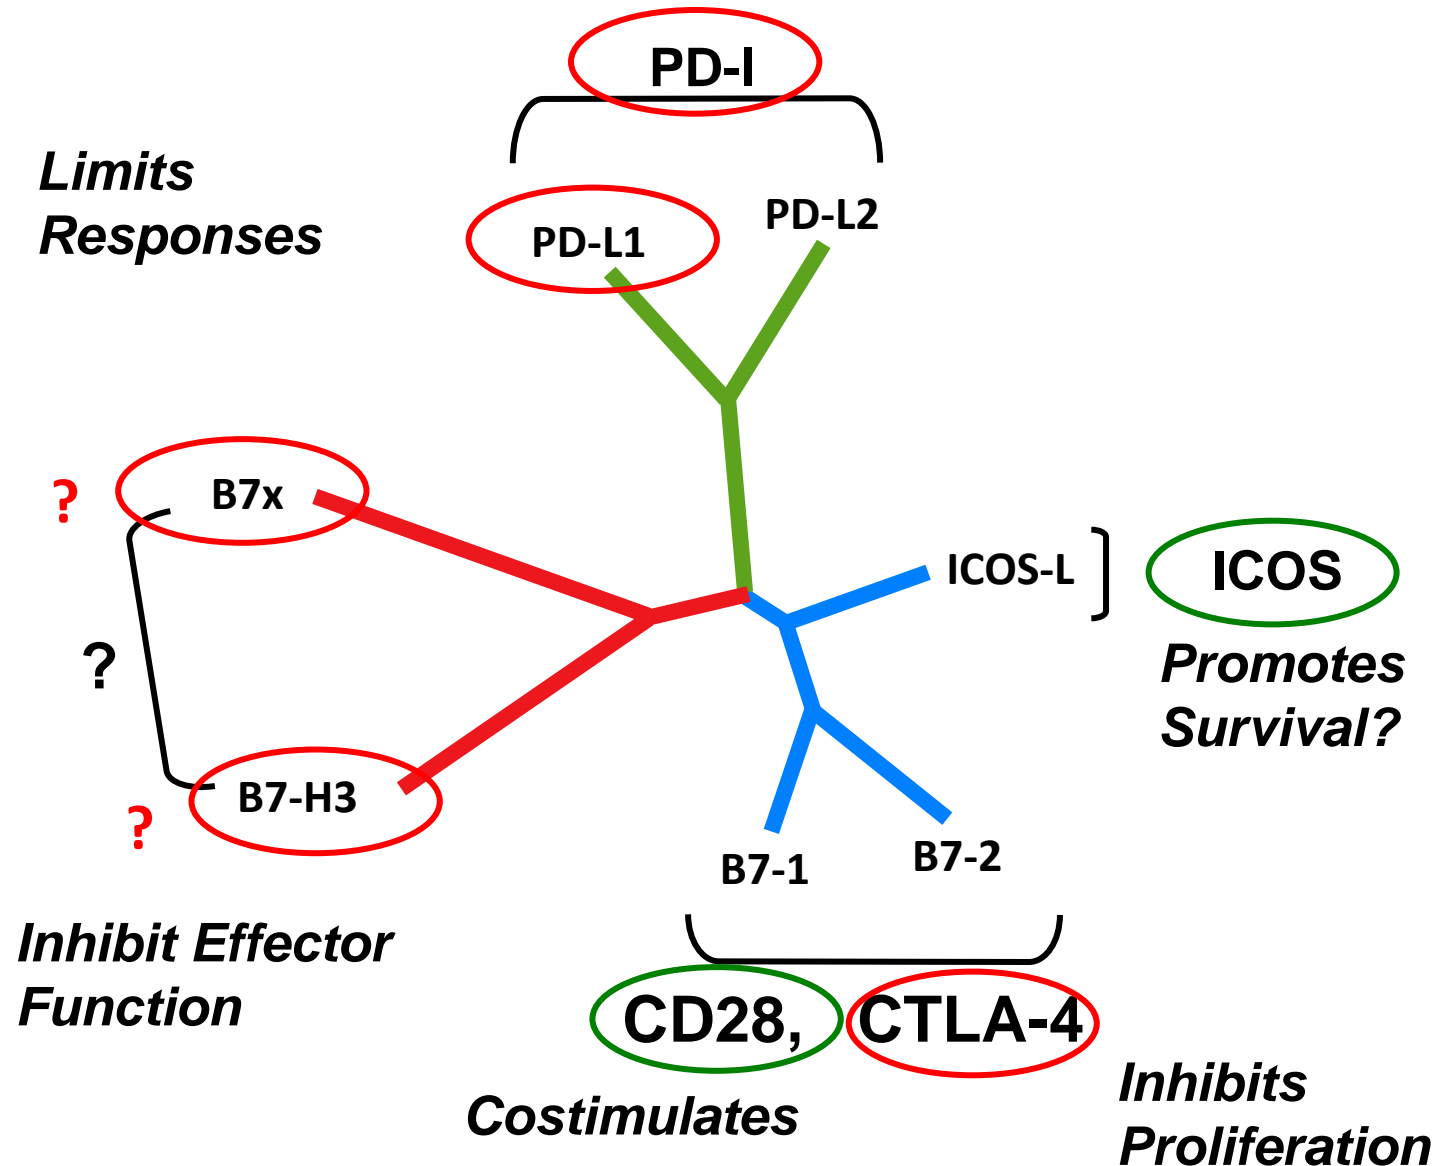 PD-I
Limits
Responses
PD-L1
PD-L2
? B7x
ICOS-L
ICOS
?
Promotes
Survival?
? B7-H3
B7-1
B7-2
Inhibit Effector
Function
CD28, CTLA-4
Costimulates
Inhibits
Proliferation